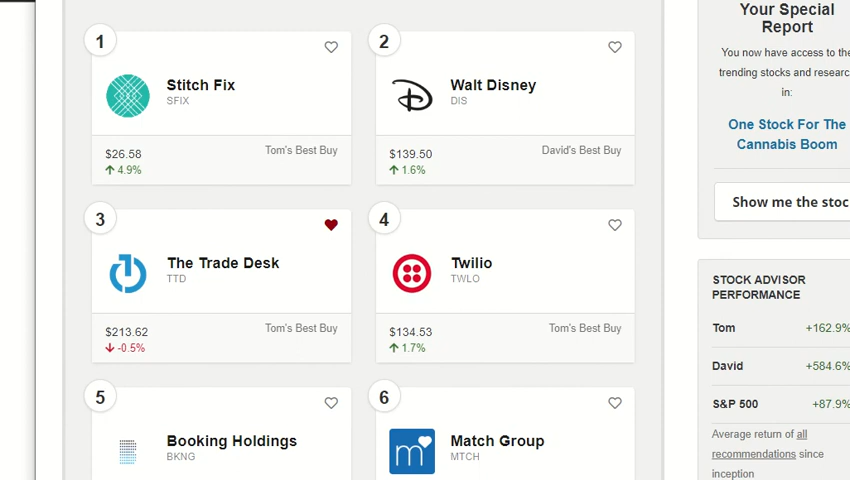 1
Stitch Fix
SFIX
$26.58
4.9%
Tom's Best Buy
2
Walt Disney
DIS
$139.50
1.6%
David's Best Buy
3
The Trade Desk
TTD
$213.62
-0.5%
Tom's Best Buy
4
Twilio
TWLO
$134.53
1.7%
Tom's Best Buy
5
Booking Holdings
BKNG
6
m
Match Group
MTCH
Your Special
Report
You now have access to the
trending stocks and research
in:
One Stock For The
Cannabis Boom
Show me the stoc
STOCK ADVISOR
PERFORMANCE
Tom +162.9%
David +584.6%
S&P 500 +87.9%
Average return of all
recommendations since
inception